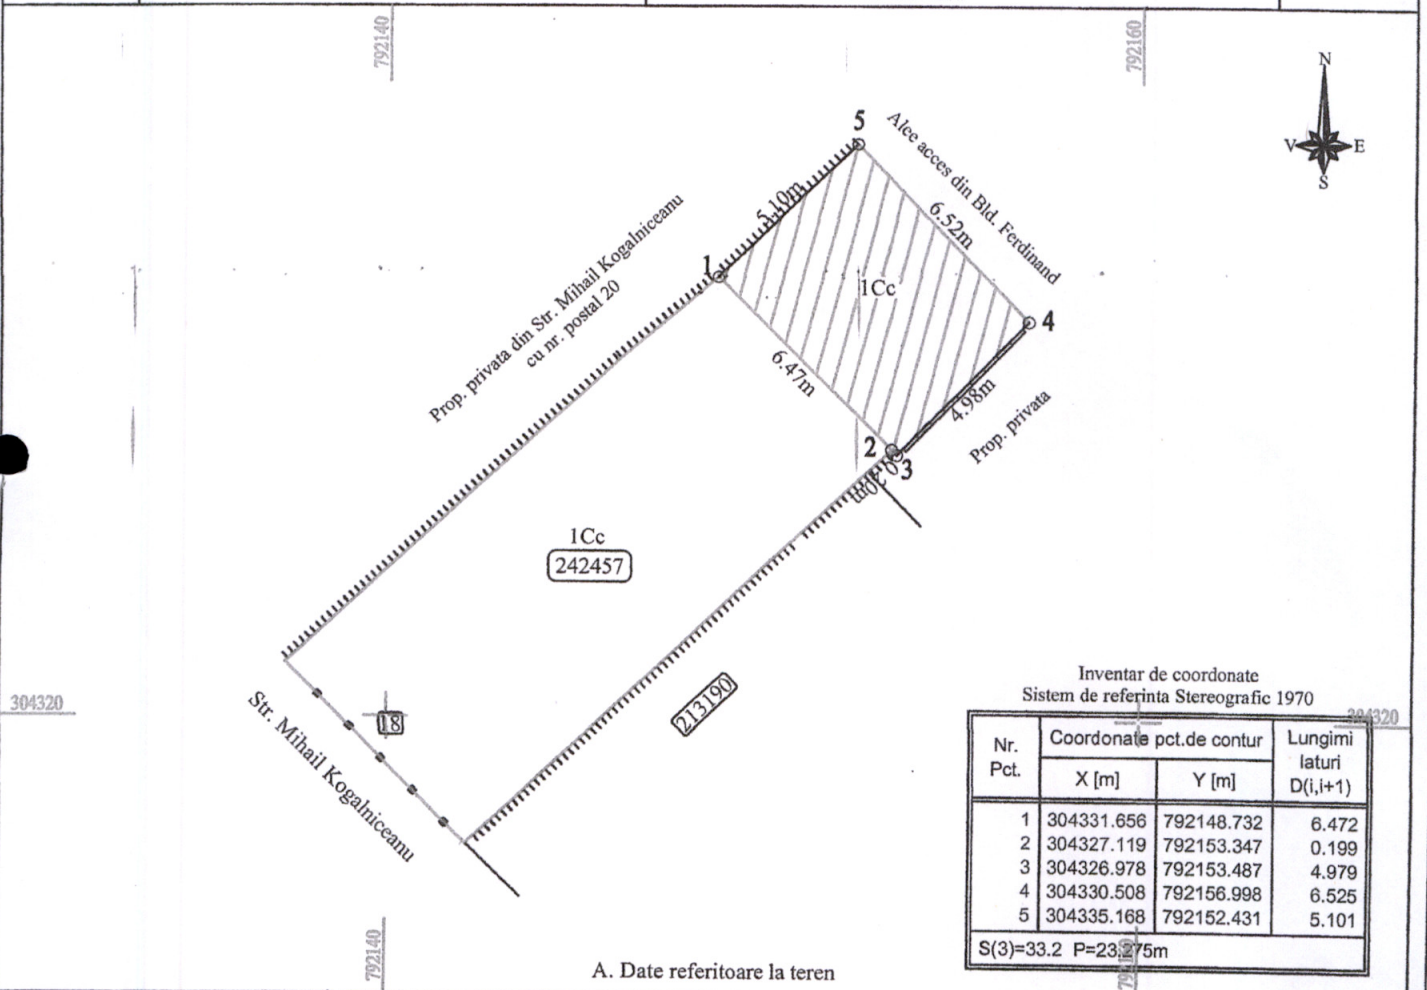 792140
792160
N
V
E
S
5
Alee acces din Bld. Ferdinand
5.10m
6.52m
Prop. privata din Str. Mihail Kogalniceanu
cu nr. postal 20
1
1Cc
4
6.47m
4.98m
Prop. privata
2
3
0.20m
1Cc
242457
213190
304320
18
Str. Mihail Kogalniceanu
Inventar de coordonate
Sistem de referinta Stereografic 1970
304320
Nr. Pct. Coordonate pct.de contur Lungimi laturi D(i,i+1)
X [m] Y [m]
1 304331.656 792148.732 6.472
2 304327.119 792153.347 0.199
3 304326.978 792153.487 4.979
4 304330.508 792156.998 6.525
5 304335.168 792152.431 5.101
S(3)=33.2 P=23.275m
792140
A. Date referitoare la teren